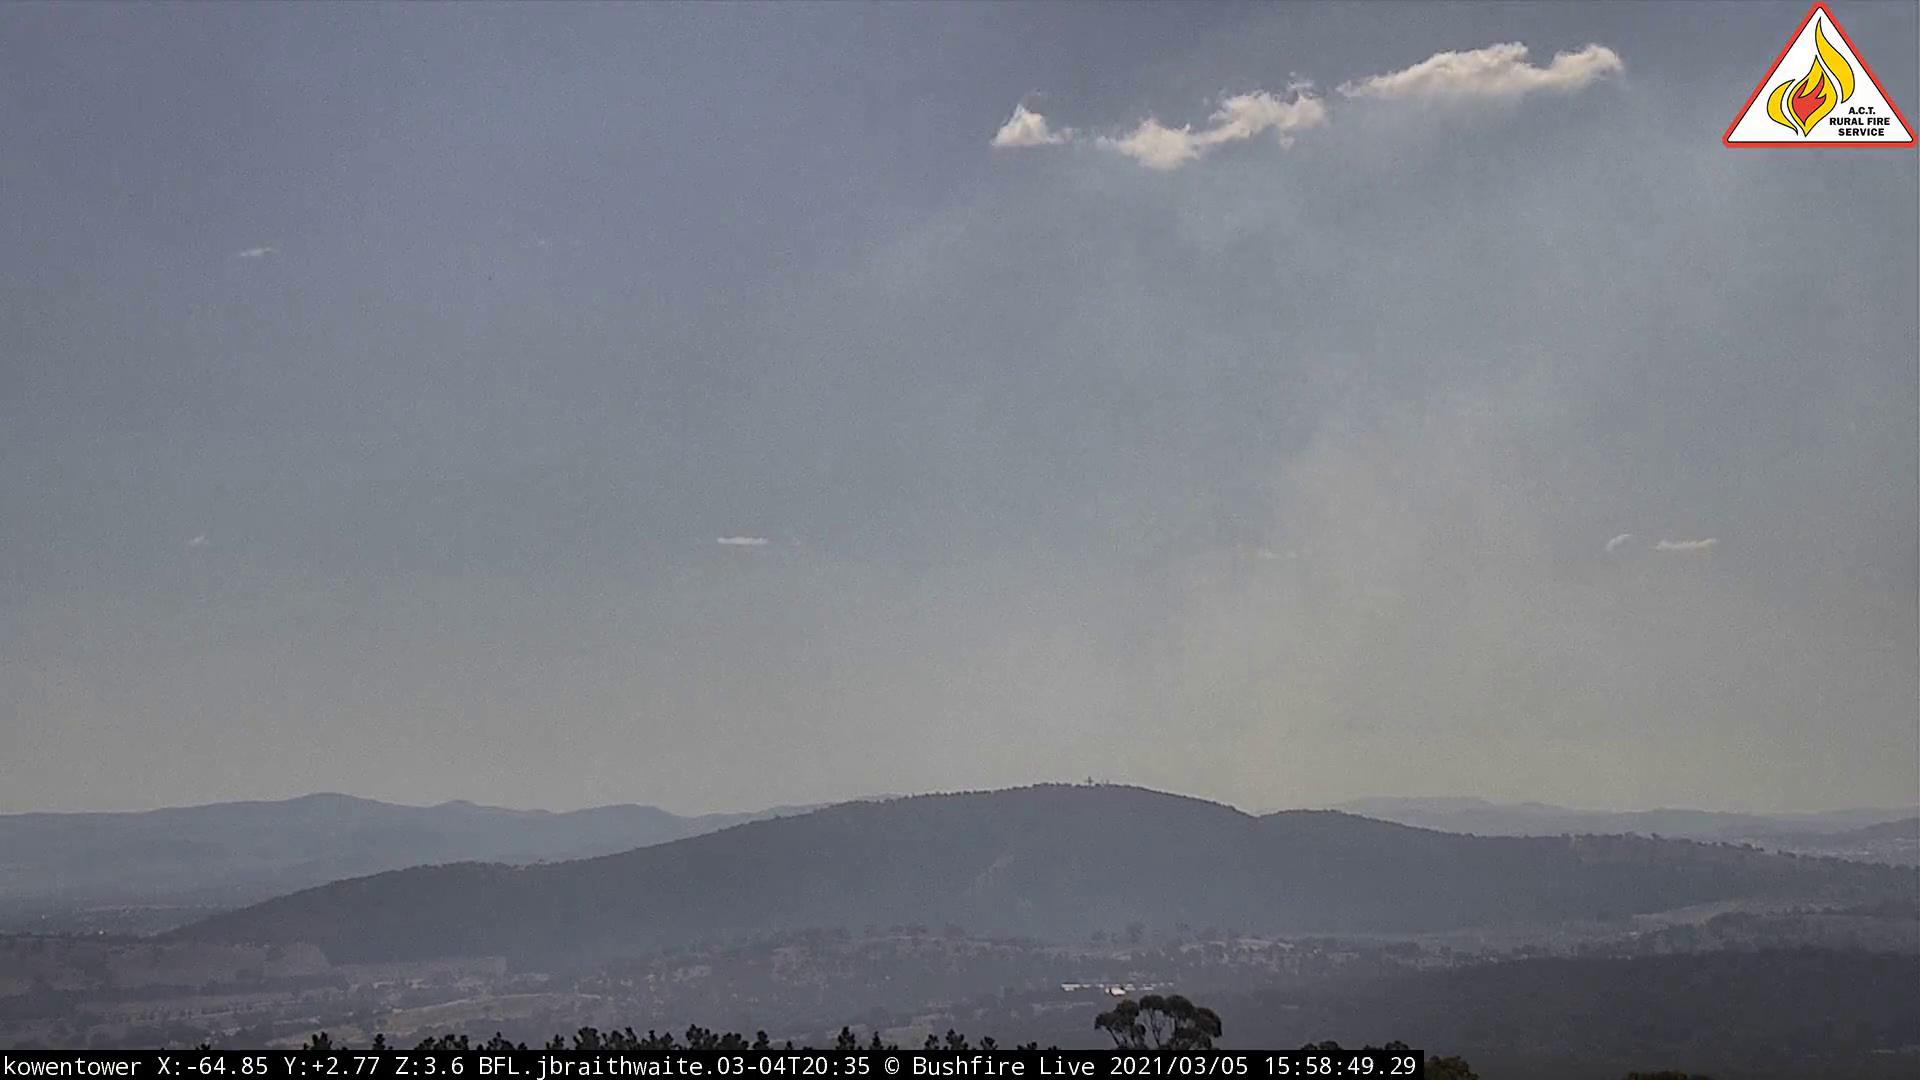 A.C.T.
RURAL FIRE
SERVICE
kowentower X:-64.85 Y:+2.77 Z:3.6 BFL.jbraithwaite.03-04T20:35 © Bushfire Live 2021/03/05 15:58:49.29